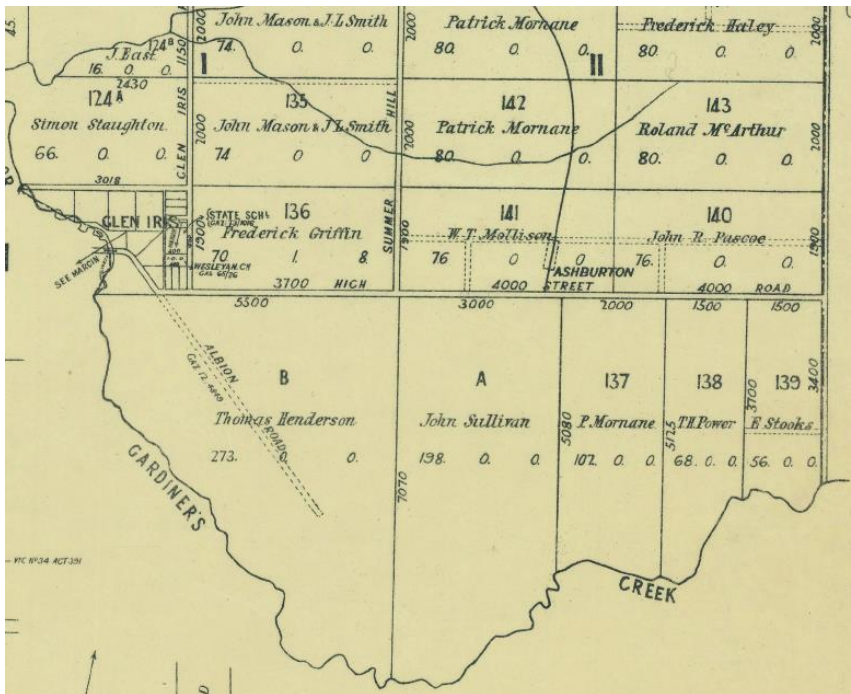 45.
J. East
124B
16. 0. 0.
2430
1150
GLEN IRIS
2000
John Mason & J. L Smith
74. 0. 0.
I
2000
Patrick Mornane
80. 0. 0.
II
Frederick Haley
80. 0. 0.
2000
124A
Simon Staughton
66. 0. 0.
3018
2000
135
John Mason & J. L Smith
74 0 0.
HILL
SUMMER
2000
142
Patrick Mornane
80. 0. 0.
143
Roland McArthur
80. 0. 0.
2000
GLEN IRIS
SEE MARGIN
STATE SCH.
WESLEYAN. CH
1900
136
Frederick Griffin
70 1. 8.
3700 HIGH
1900
141
W. T. Mollison
76 0 0
ASHBURTON
4000 STREET
140
John R. Pascoe
76. 0. 0.
4000 ROAD
1900
5500
3000
2000
1500
1500
ALBION
ROAD
B
Thomas Henderson
273. 0. 0.
A
John Sullivan
198. 0. 0.
7070
137
P. Mornane
102. 0. 0
5080
138
T.H. Power
68. 0. 0.
5125
139
E Stooks
56. 0. 0.
3700
3400
GARDINER'S
CREEK